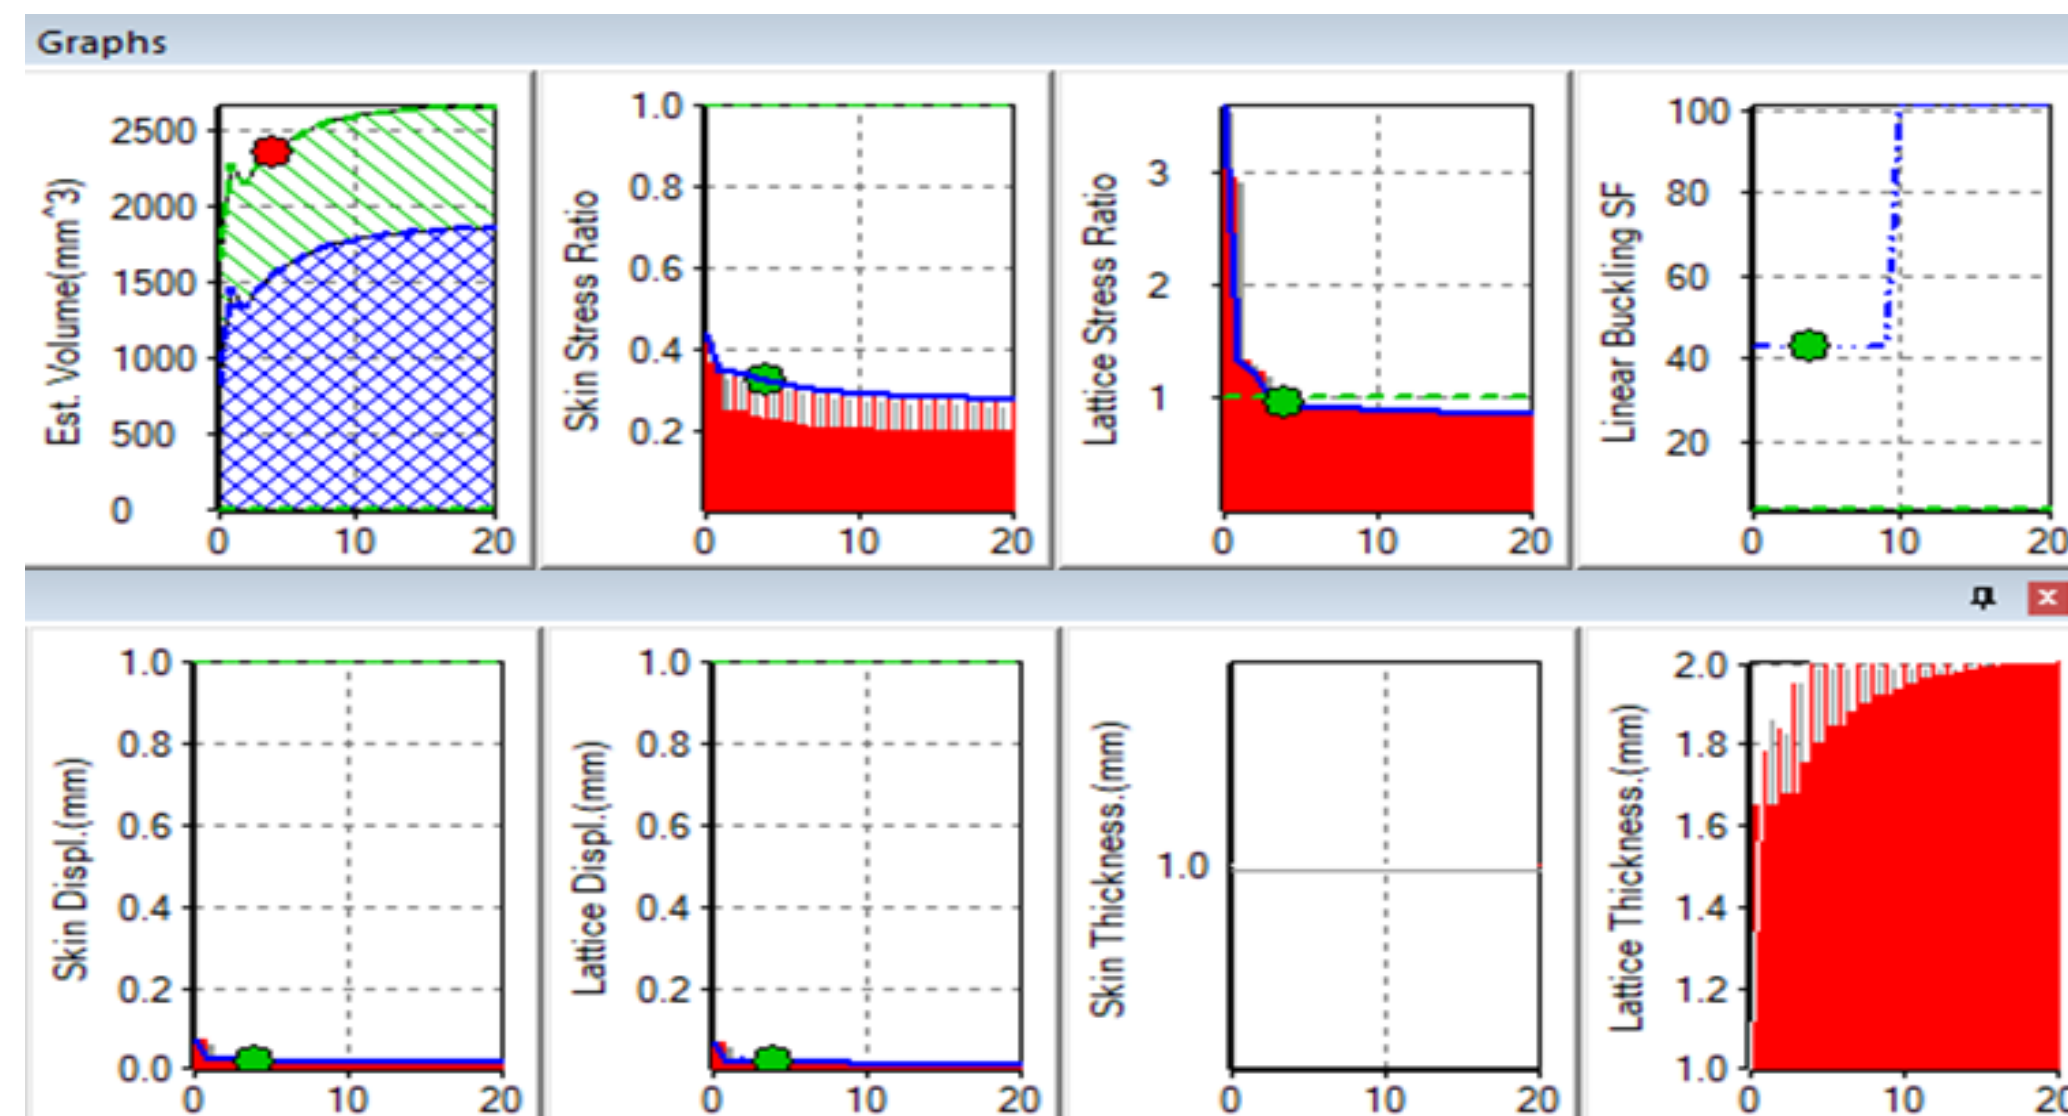 Graphs
Est. Volume(mm^3)
2500
2000
1500
1000
500
0
0 10 20
Skin Stress Ratio
1.0
0.8
0.6
0.4
0.2
0 10 20
Lattice Stress Ratio
3
2
1
0 10 20
Linear Buckling SF
100
80
60
40
20
0 10 20
Skin Displ.(mm)
1.0
0.8
0.6
0.4
0.2
0.0
0 10 20
Lattice Displ.(mm)
1.0
0.8
0.6
0.4
0.2
0 10 20
Skin Thickness.(mm)
1.0
0 10 20
Lattice Thickness.(mm)
2.0
1.8
1.6
1.4
1.2
1.0
0 10 20